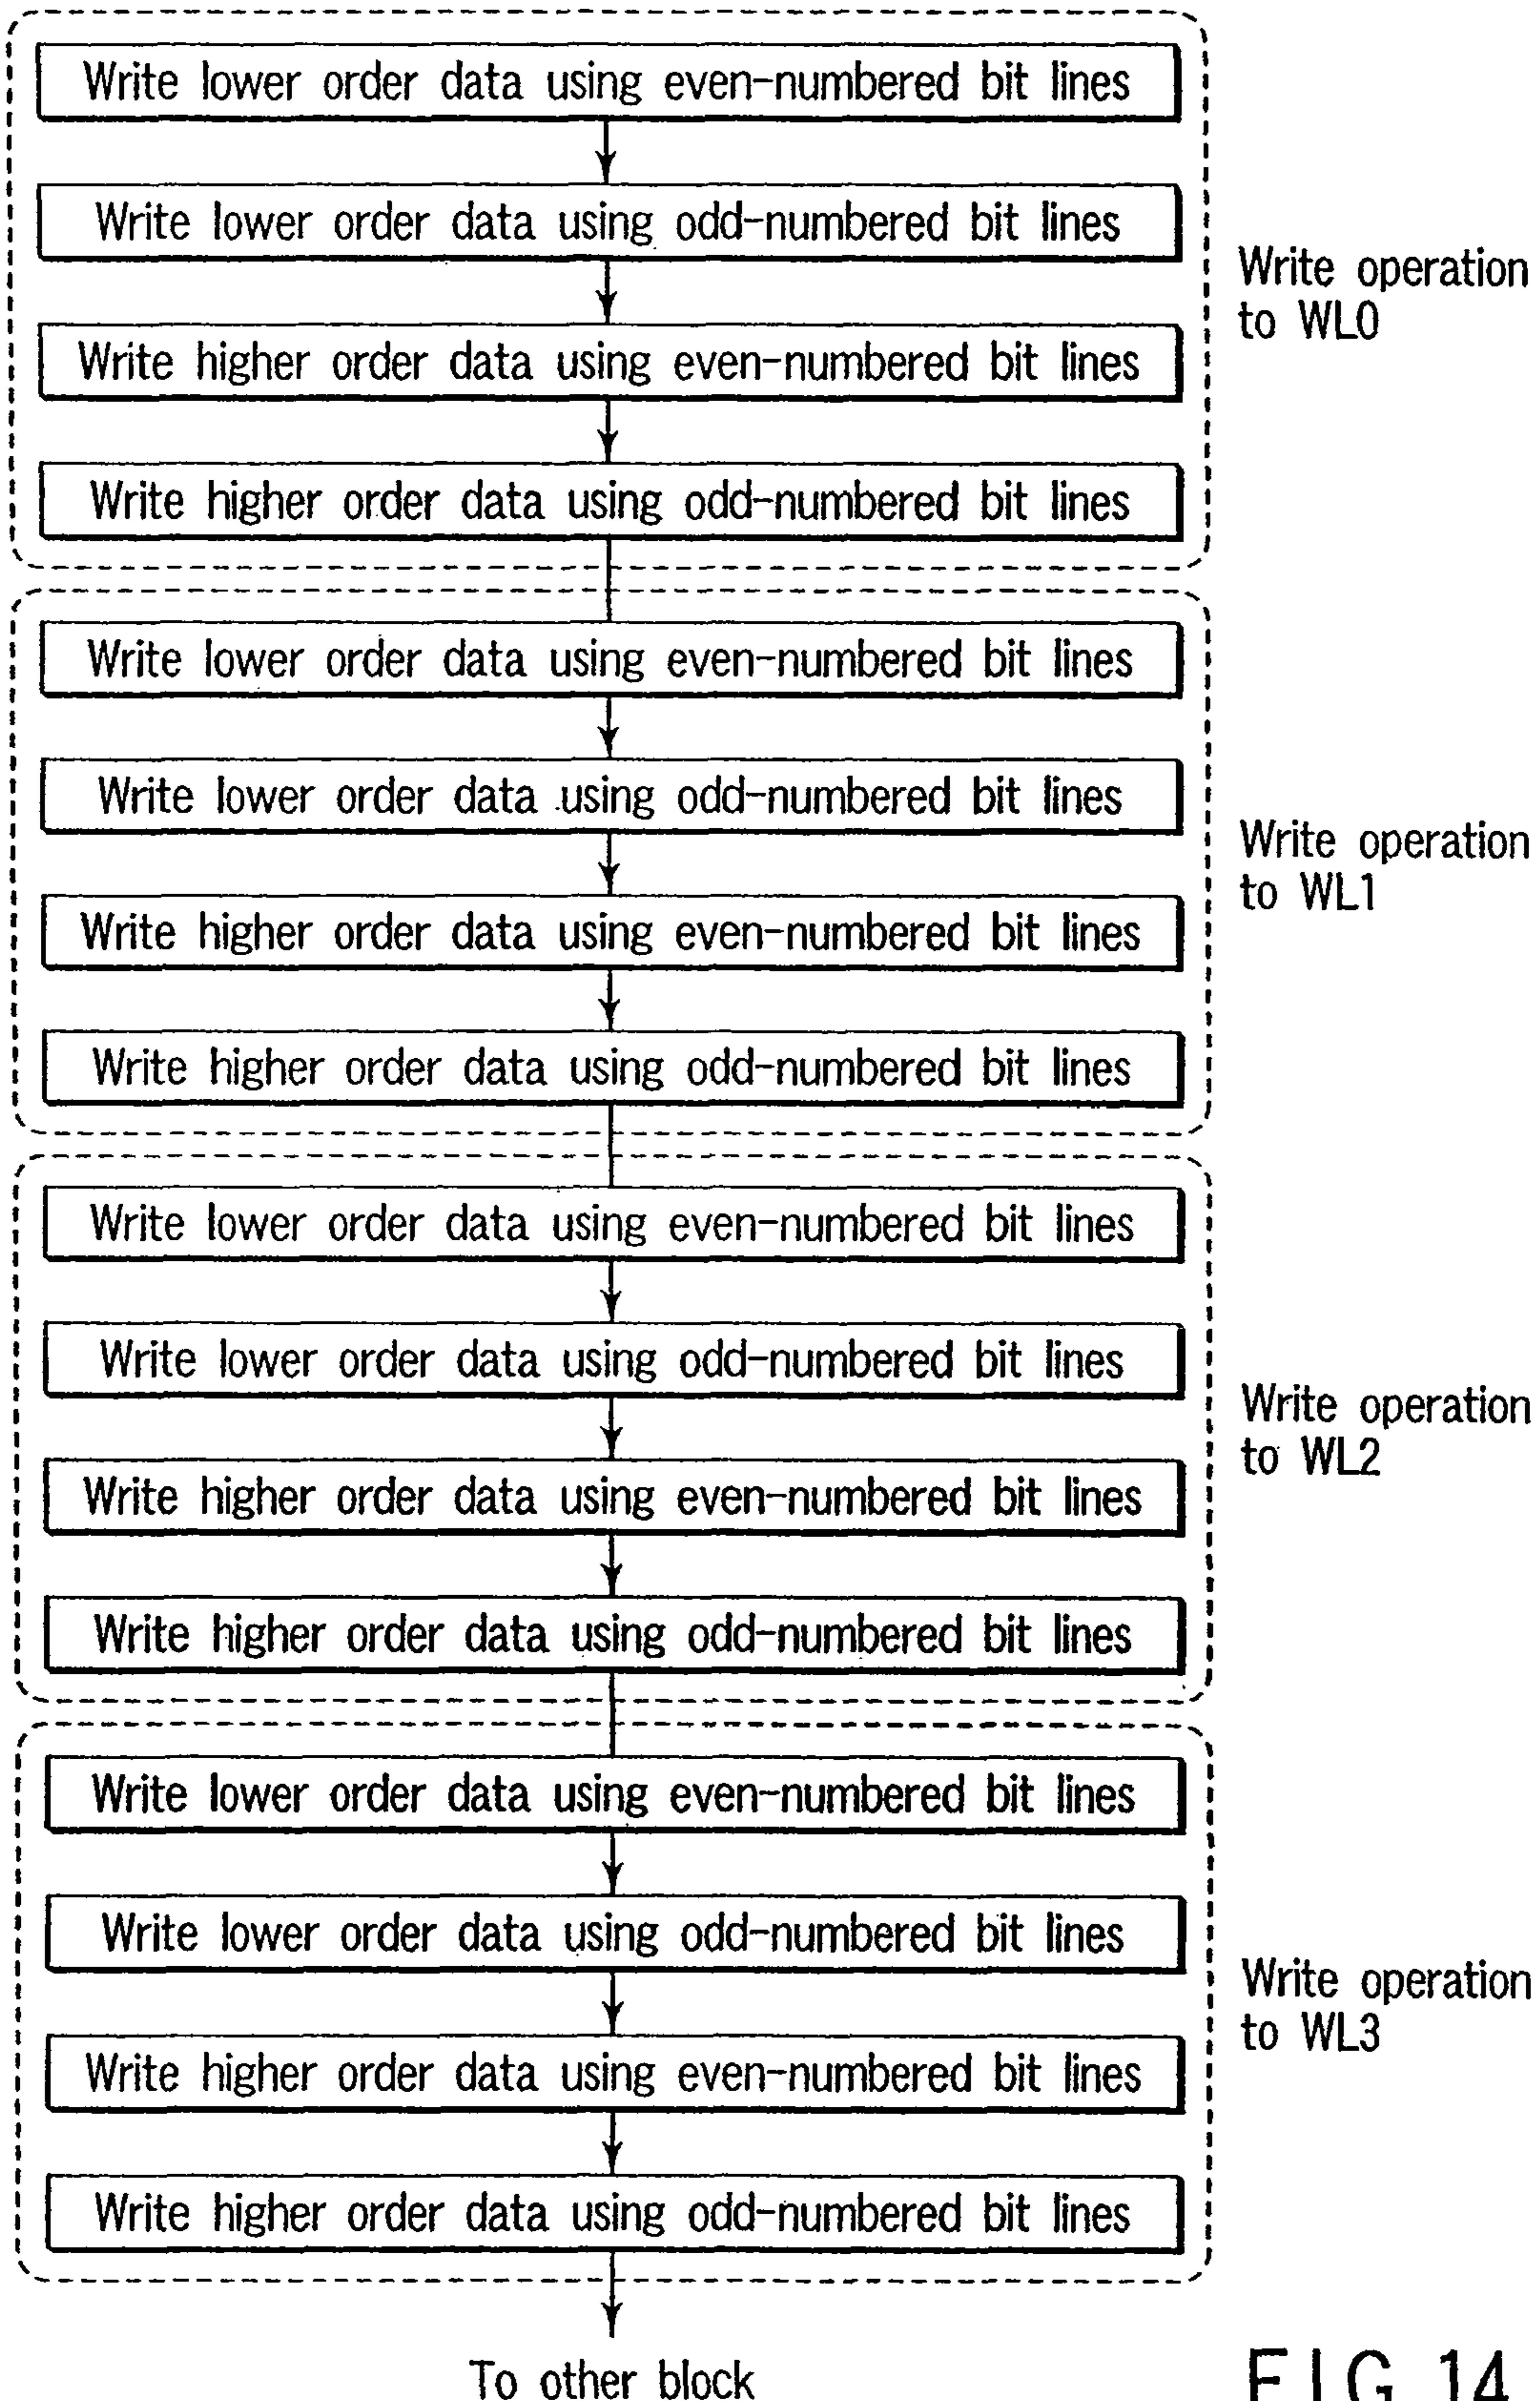 Write lower order data using even-numbered bit lines
Write lower order data using odd-numbered bit lines
Write higher order data using even-numbered bit lines
Write higher order data using odd-numbered bit lines
Write operation
to WL0
Write lower order data using even-numbered bit lines
Write lower order data using odd-numbered bit lines
Write higher order data using even-numbered bit lines
Write higher order data using odd-numbered bit lines
Write operation
to WL1
Write lower order data using even-numbered bit lines
Write lower order data using odd-numbered bit lines
Write higher order data using even-numbered bit lines
Write higher order data using odd-numbered bit lines
Write operation
to WL2
Write lower order data using even-numbered bit lines
Write lower order data using odd-numbered bit lines
Write higher order data using even-numbered bit lines
Write higher order data using odd-numbered bit lines
Write operation
to WL3
To other block
FIG. 14